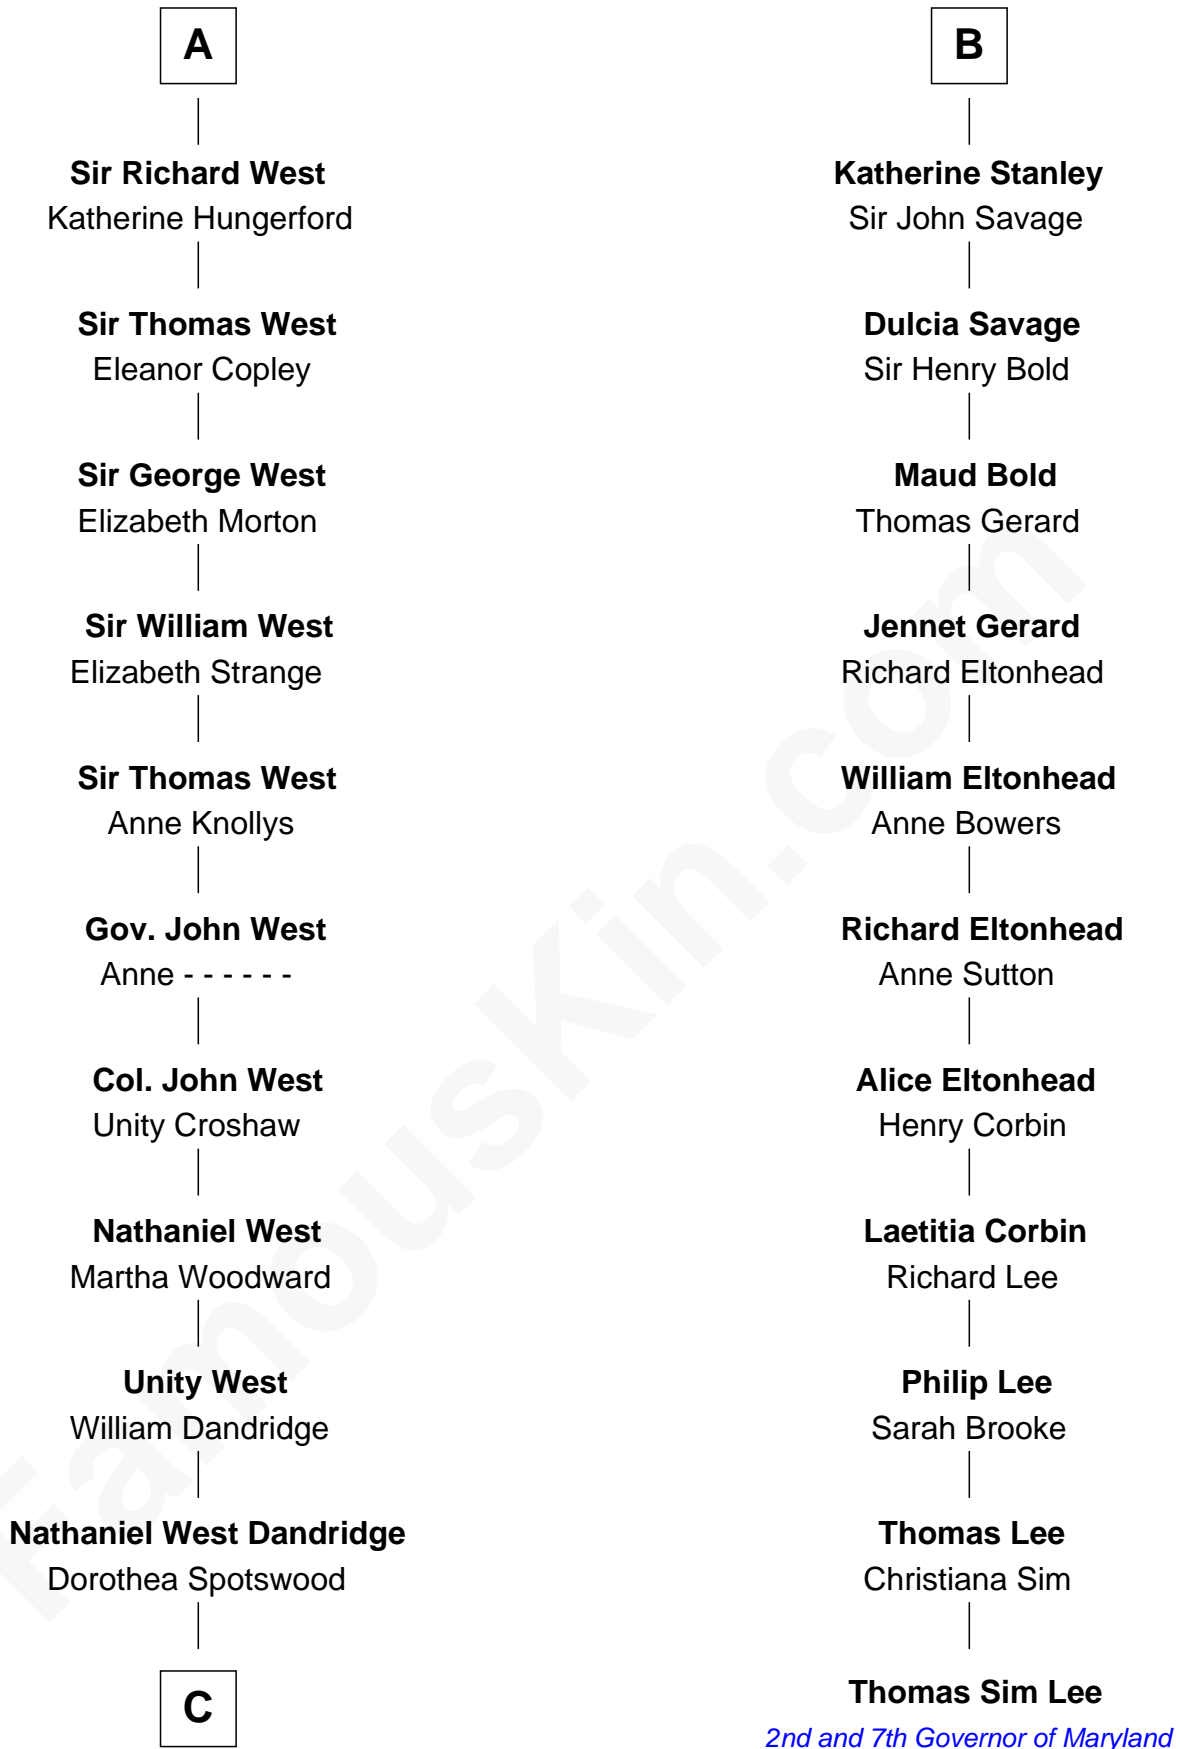 A
Sir Richard West
Katherine Hungerford
Sir Thomas West
Eleanor Copley
Sir George West
Elizabeth Morton
Sir William West
Elizabeth Strange
Sir Thomas West
Anne Knollys
Gov. John West
Anne - - - - - -
Col. John West
Unity Croshaw
Nathaniel West
Martha Woodward
Unity West
William Dandridge
Nathaniel West Dandridge
Dorothea Spotswood
C
B
Katherine Stanley
Sir John Savage
Dulcia Savage
Sir Henry Bold
Maud Bold
Thomas Gerard
Jennet Gerard
Richard Eltonhead
William Eltonhead
Anne Bowers
Richard Eltonhead
Anne Sutton
Alice Eltonhead
Henry Corbin
Laetitia Corbin
Richard Lee
Philip Lee
Sarah Brooke
Thomas Lee
Christiana Sim
Thomas Sim Lee
2nd and 7th Governor of Maryland
FamousKin.com